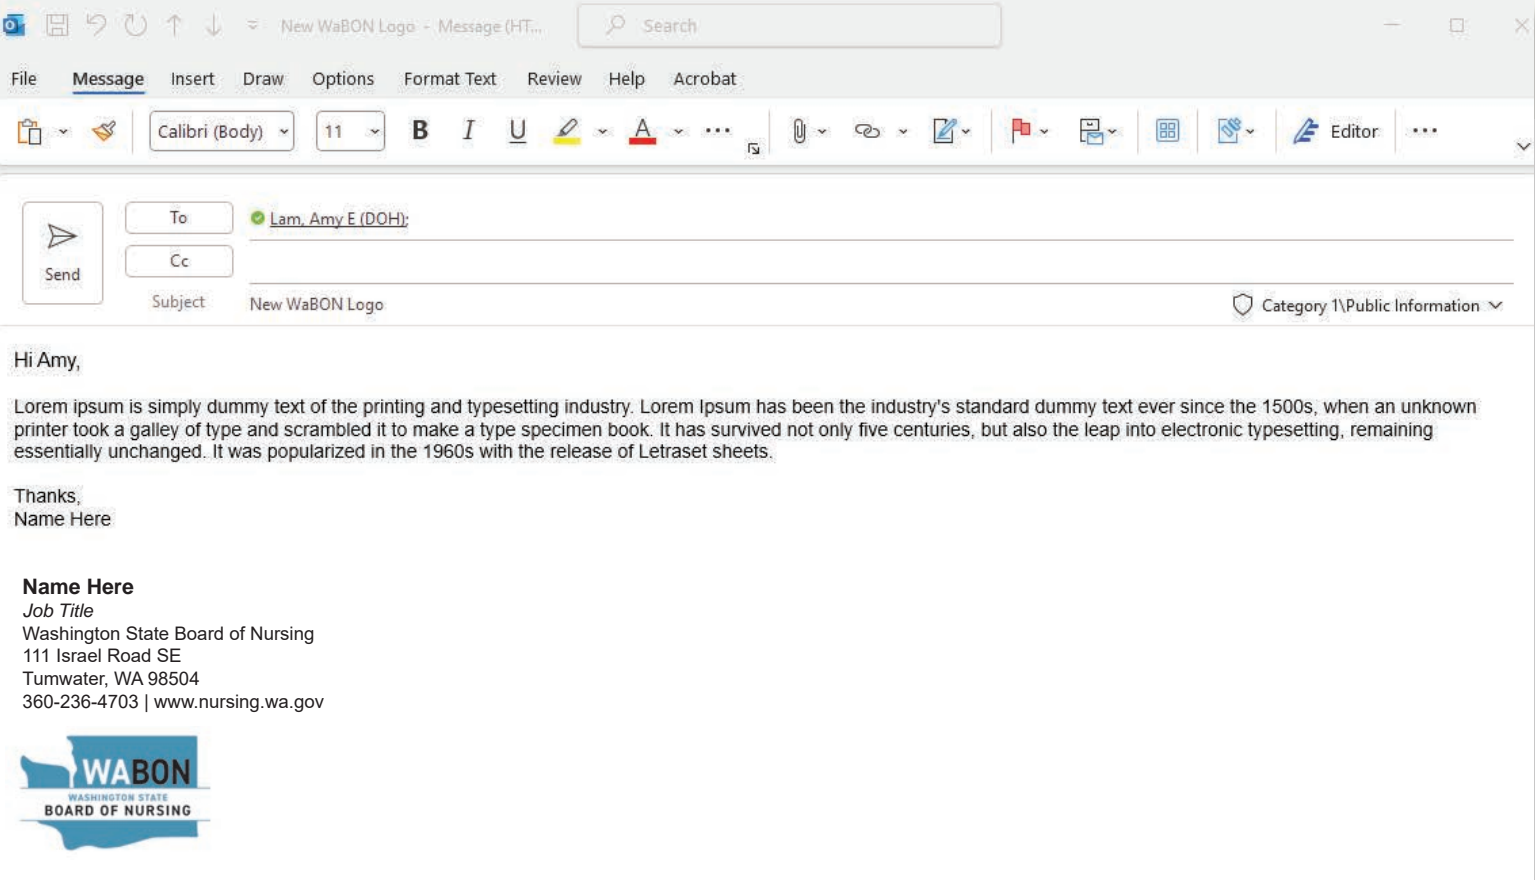 New WaBON Logo - Message (HT...
Search
File Message Insert Draw Options Format Text Review Help Acrobat
Calibri (Body) 11 B I U A ... Editor ...
To Lam, Amy E (DOH);
Cc
Send
Subject New WaBON Logo Category 1\Public Information
Hi Amy,
Lorem ipsum is simply dummy text of the printing and typesetting industry. Lorem Ipsum has been the industry's standard dummy text ever since the 1500s, when an unknown
printer took a galley of type and scrambled it to make a type specimen book. It has survived not only five centuries, but also the leap into electronic typesetting, remaining
essentially unchanged. It was popularized in the 1960s with the release of Letraset sheets.
Thanks,
Name Here
Name Here
Job Title
Washington State Board of Nursing
111 Israel Road SE
Tumwater, WA 98504
360-236-4703 | www.nursing.wa.gov
WABON
WASHINGTON STATE
BOARD OF NURSING